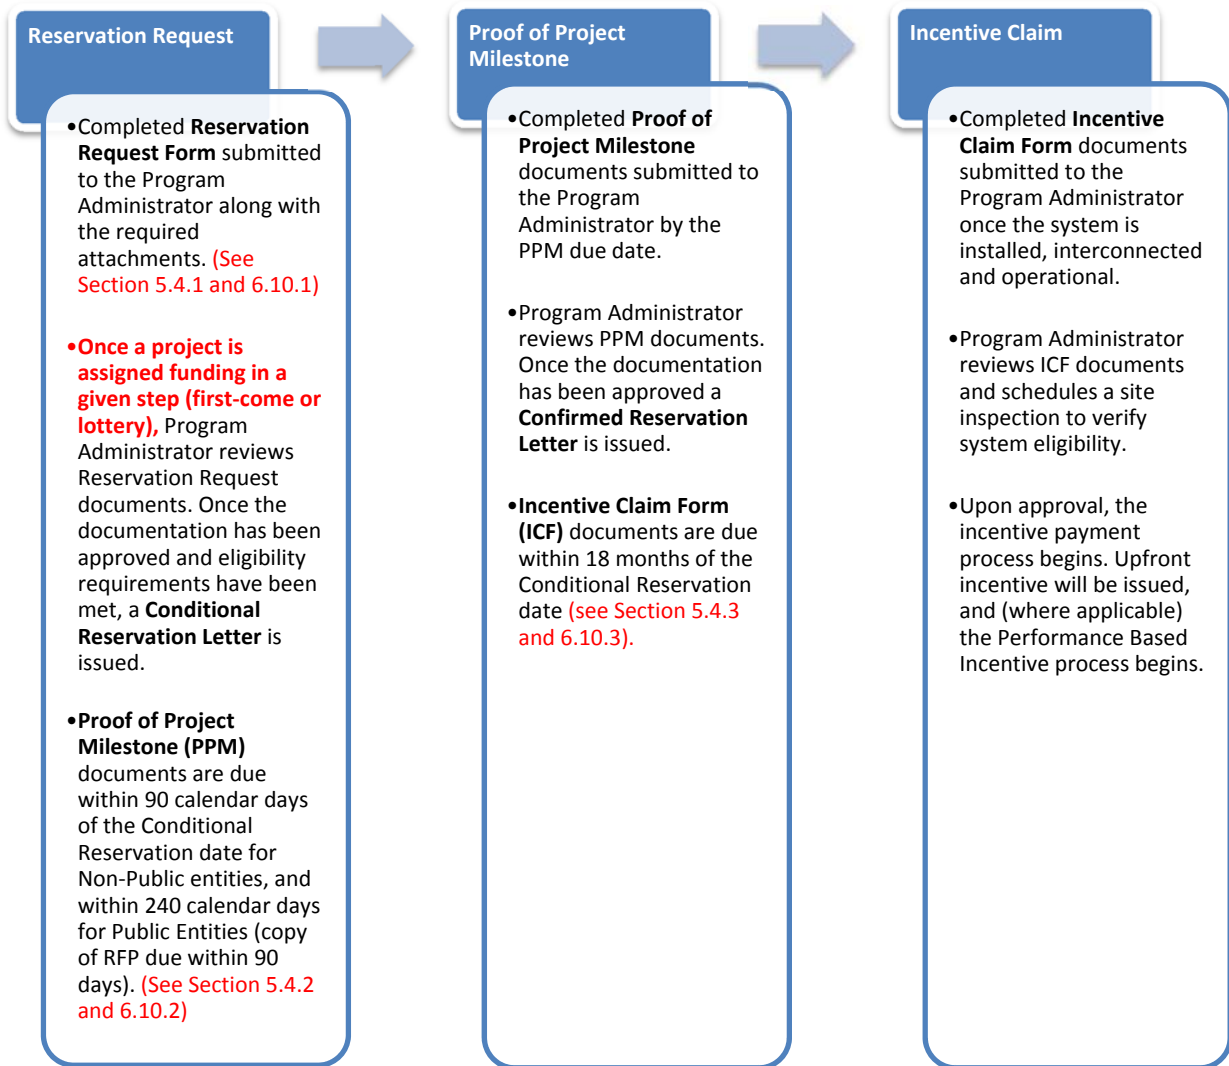 Reservation Request
•Completed Reservation
Request Form submitted
to the Program
Administrator along with
the required
attachments. (See
Section 5.4.1 and 6.10.1)
•Once a project is
assigned funding in a
given step (first-come or
lottery), Program
Administrator reviews
Reservation Request
documents. Once the
documentation has been
approved and eligibility
requirements have been
met, a Conditional
Reservation Letter is
issued.
•Proof of Project
Milestone (PPM)
documents are due
within 90 calendar days
of the Conditional
Reservation date for
Non-Public entities, and
within 240 calendar days
for Public Entities (copy
of RFP due within 90
days). (See Section 5.4.2
and 6.10.2)
Proof of Project
Milestone
•Completed Proof of
Project Milestone
documents submitted to
the Program
Administrator by the
PPM due date.
•Program Administrator
reviews PPM documents.
Once the documentation
has been approved a
Confirmed Reservation
Letter is issued.
•Incentive Claim Form
(ICF) documents are due
within 18 months of the
Conditional Reservation
date (see Section 5.4.3
and 6.10.3).
Incentive Claim
•Completed Incentive
Claim Form documents
submitted to the
Program Administrator
once the system is
installed, interconnected
and operational.
•Program Administrator
reviews ICF documents
and schedules a site
inspection to verify
system eligibility.
•Upon approval, the
incentive payment
process begins. Upfront
incentive will be issued,
and (where applicable)
the Performance Based
Incentive process begins.